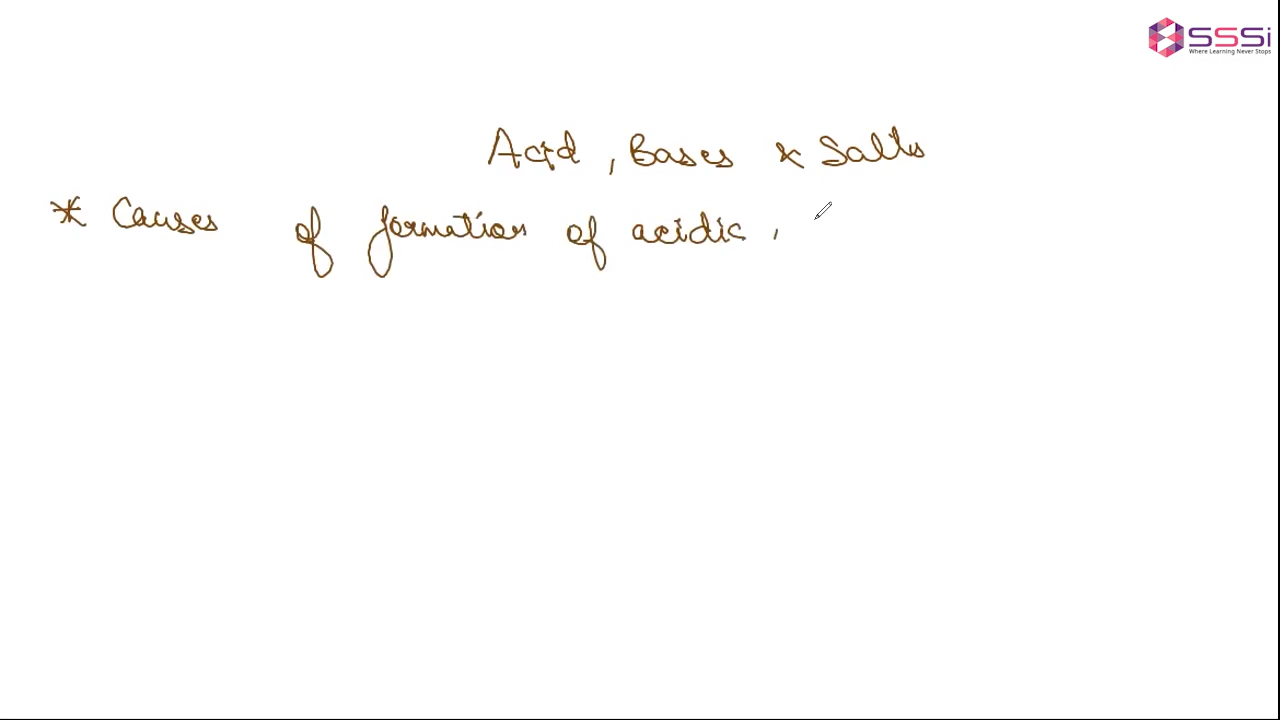 SSSi
Where Learning Never Stops
Acid, Bases & Salts
* Causes of formation of acidic,